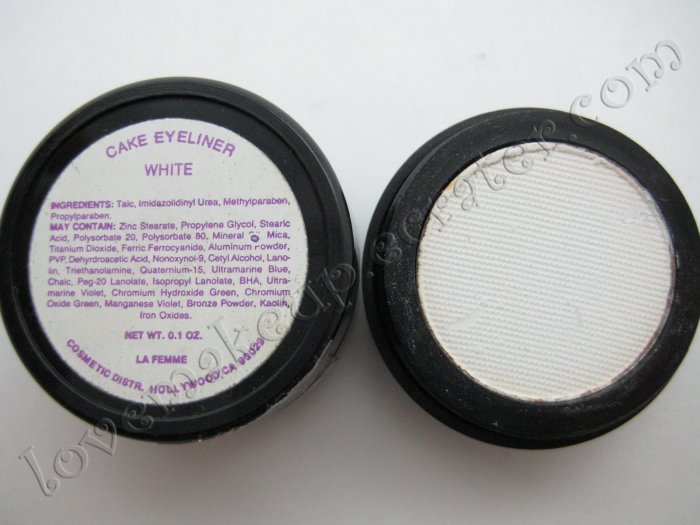 CAKE EYELINER
WHITE
INGREDIENTS: Talc, Imidazolidinyl Urea, Methylparaben,
Propylparaben.
MAY CONTAIN: Zinc Stearate, Propylene Glycol, Stearic
Acid, Polysorbate 20, Polysorbate 80, Mineral Mica,
Titanium Dioxide, Ferric Ferrocyanide, Aluminum Powder,
PVP, Dehydroacetic Acid, Nonoxynol-9, Cetyl Alcohol, Lano-
lin, Triethanolamine, Quaternium-15, Ultramarine Blue,
Chalc, Peg-20 Lanolate, Isopropyl Lanolate, BHA, Ultra-
marine Violet, Chromium Hydroxide Green, Chromium
Oxide Green, Manganese Violet, Bronze Powder, Kaolin,
Iron Oxides.
NET WT. 0.1 OZ.
LA FEMME
COSMETIC DISTR. HOLLYWOOD CA 90029
lovemakeup.ecrater.com